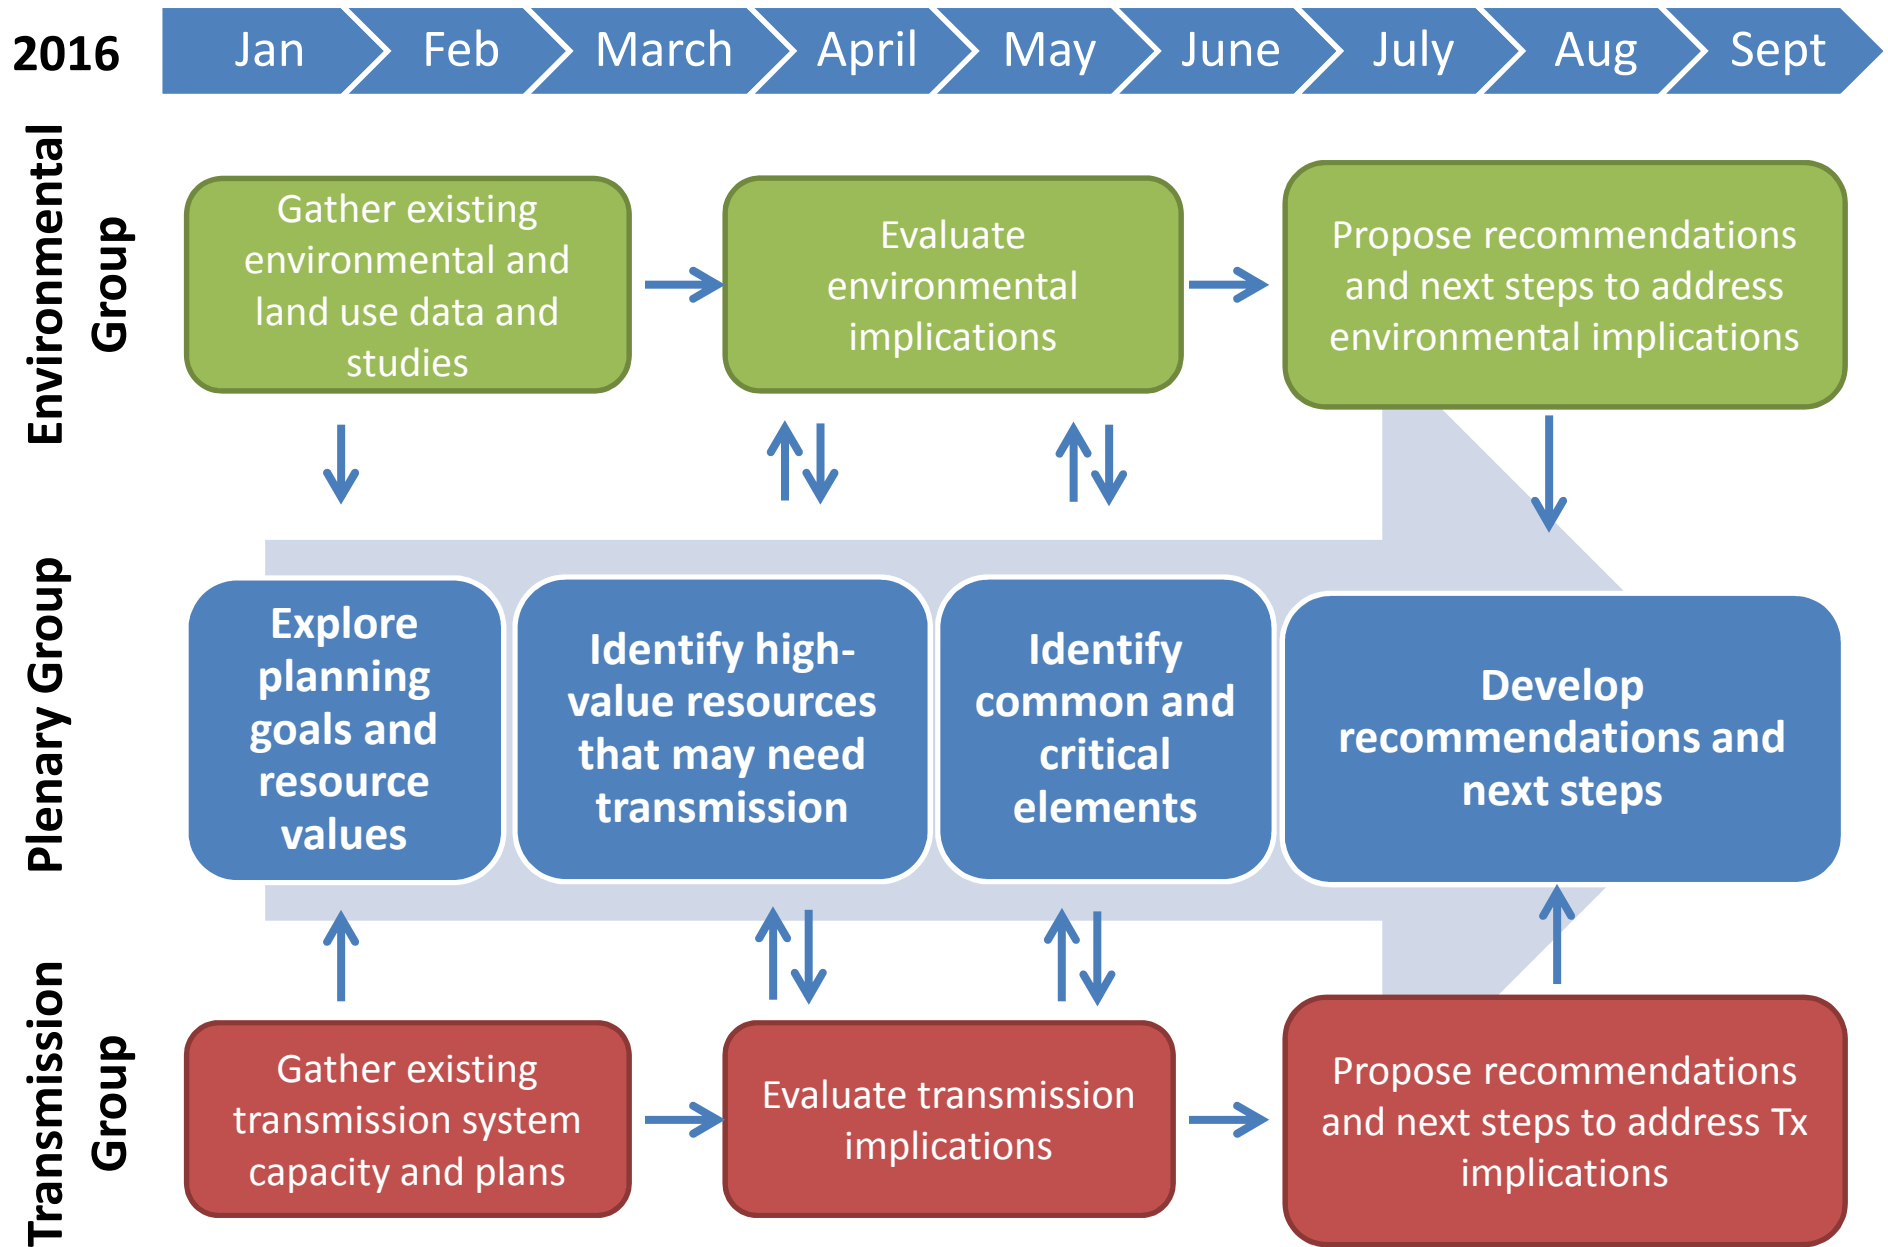 2016
Jan
Feb
March
April
May
June
July
Aug
Sept
Environmental
Group
Gather existing
environmental and
land use data and
studies
Evaluate
environmental
implications
Propose recommendations
and next steps to address
environmental implications
Plenary Group
Explore
planning
goals and
resource
values
Identify high-
value resources
that may need
transmission
Identify
common and
critical
elements
Develop
recommendations and
next steps
Transmission
Group
Gather existing
transmission system
capacity and plans
Evaluate transmission
implications
Propose recommendations
and next steps to address Tx
implications